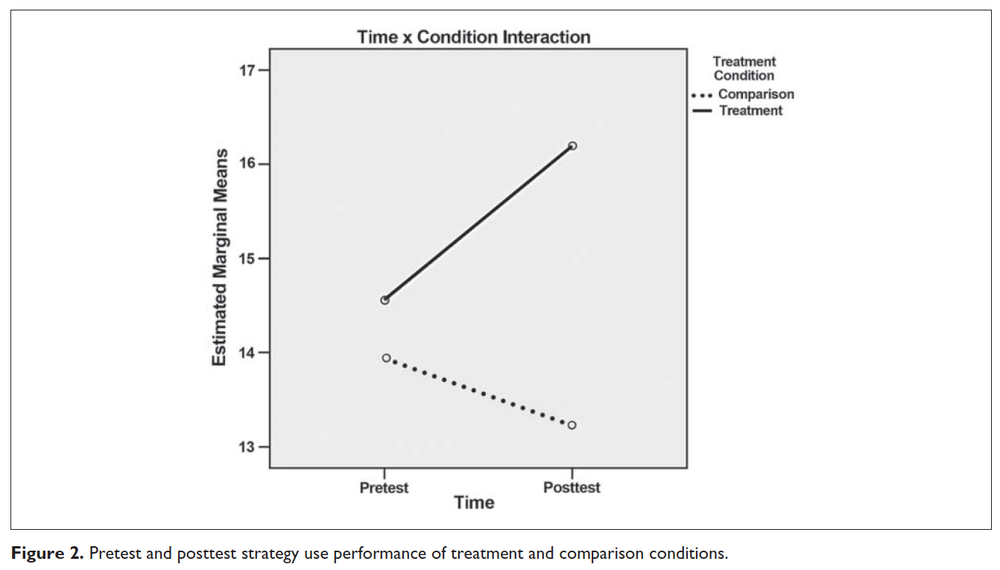 Time x Condition Interaction
Treatment
Condition
Comparison
Treatment
Estimated Marginal Means
17
16
15
14
13
Pretest
Posttest
Time
Figure 2. Pretest and posttest strategy use performance of treatment and comparison conditions.